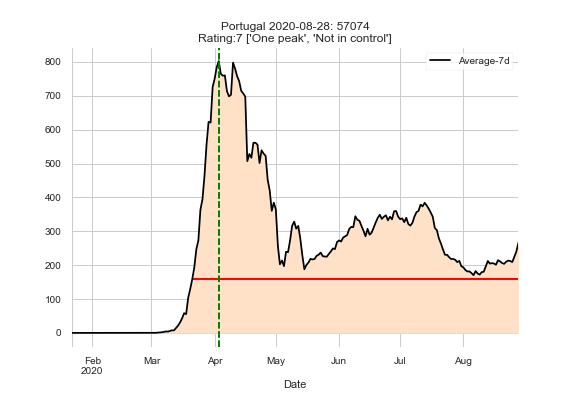 Portugal 2020-08-28: 57074
Rating:7 ['One peak', 'Not in control']
Average-7d
800
700
600
500
400
300
200
100
0
Feb Mar Apr May Jun Jul Aug
2020
Date